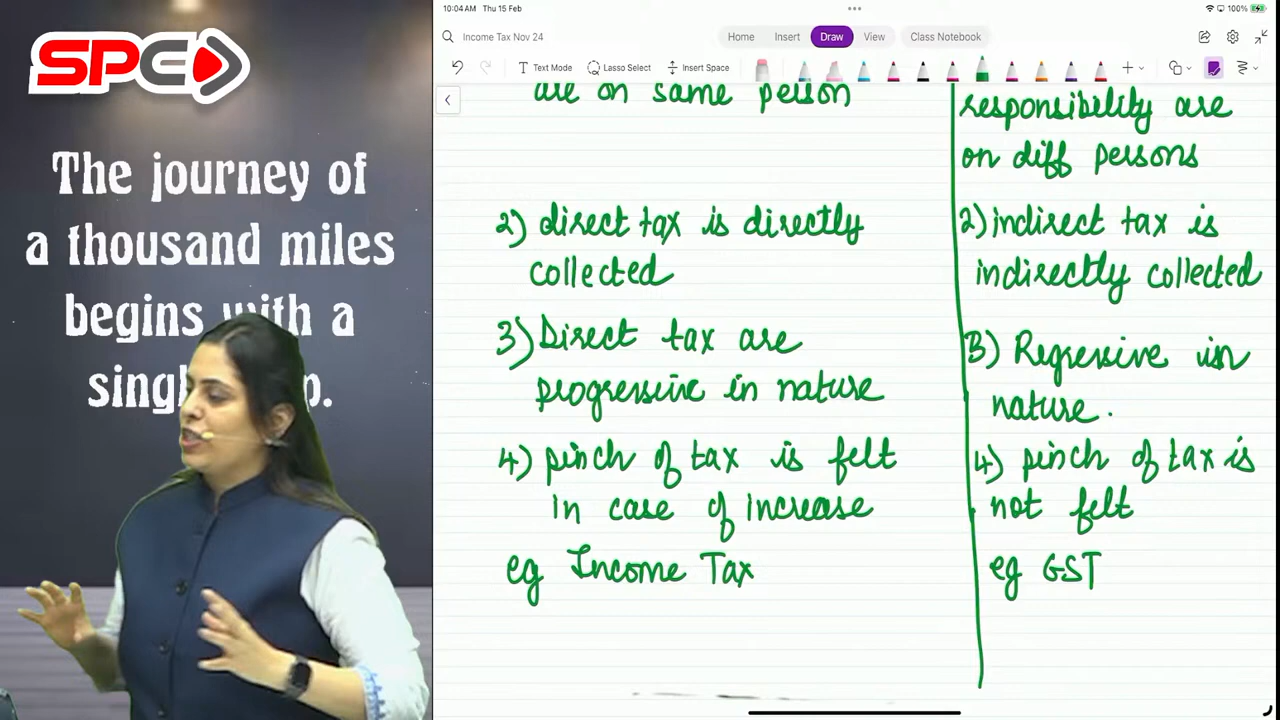 SPC
The journey of
a thousand miles
begins with a
10:04 AM Thu 15 Feb
100%
Income Tax Nov 24
Home Insert Draw View Class Notebook
Text Mode Lasso Select Insert Space
are on same person
2) direct tax is directly
collected
3) Direct tax are
progressive in nature
4) pinch of tax is felt
in case of increase
eg Income Tax
responsibility are
on diff persons
2) indirect tax is
indirectly collected
3) Regressive in
nature.
4) pinch of tax is
not felt
eg GST